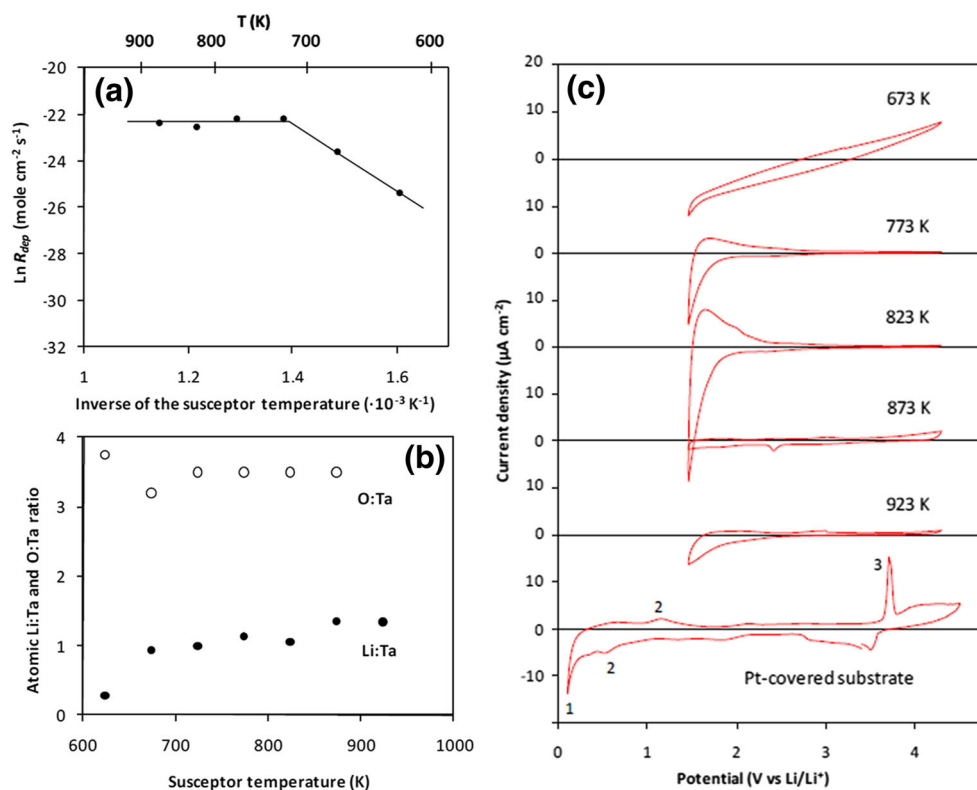 T (K)
900 800 700 600
(a)
Ln R_dep (mole cm⁻² s⁻¹)
-20
-22
-24
-26
-28
-30
-32
1 1.2 1.4 1.6
Inverse of the susceptor temperature (·10⁻³ K⁻¹)
(b)
Atomic Li:Ta and O:Ta ratio
4
3
2
1
0
O:Ta
Li:Ta
600 700 800 900 1000
Susceptor temperature (K)
(c)
Current density (µA cm⁻²)
20
10
673 K
0
10
773 K
0
10
823 K
0
10
873 K
0
10
923 K
0
10
3
2
0
2
Pt-covered substrate
-10
1
0 1 2 3 4
Potential (V vs Li/Li⁺)